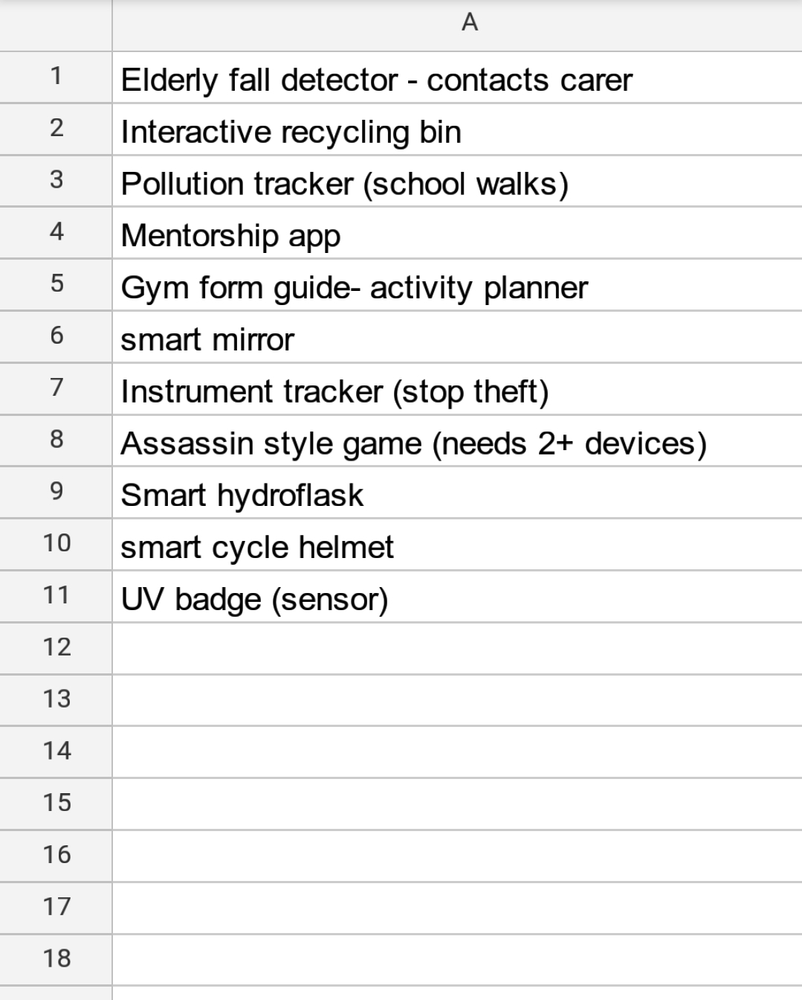 A
1 Elderly fall detector - contacts carer
2 Interactive recycling bin
3 Pollution tracker (school walks)
4 Mentorship app
5 Gym form guide- activity planner
6 smart mirror
7 Instrument tracker (stop theft)
8 Assassin style game (needs 2+ devices)
9 Smart hydroflask
10 smart cycle helmet
11 UV badge (sensor)
12
13
14
15
16
17
18